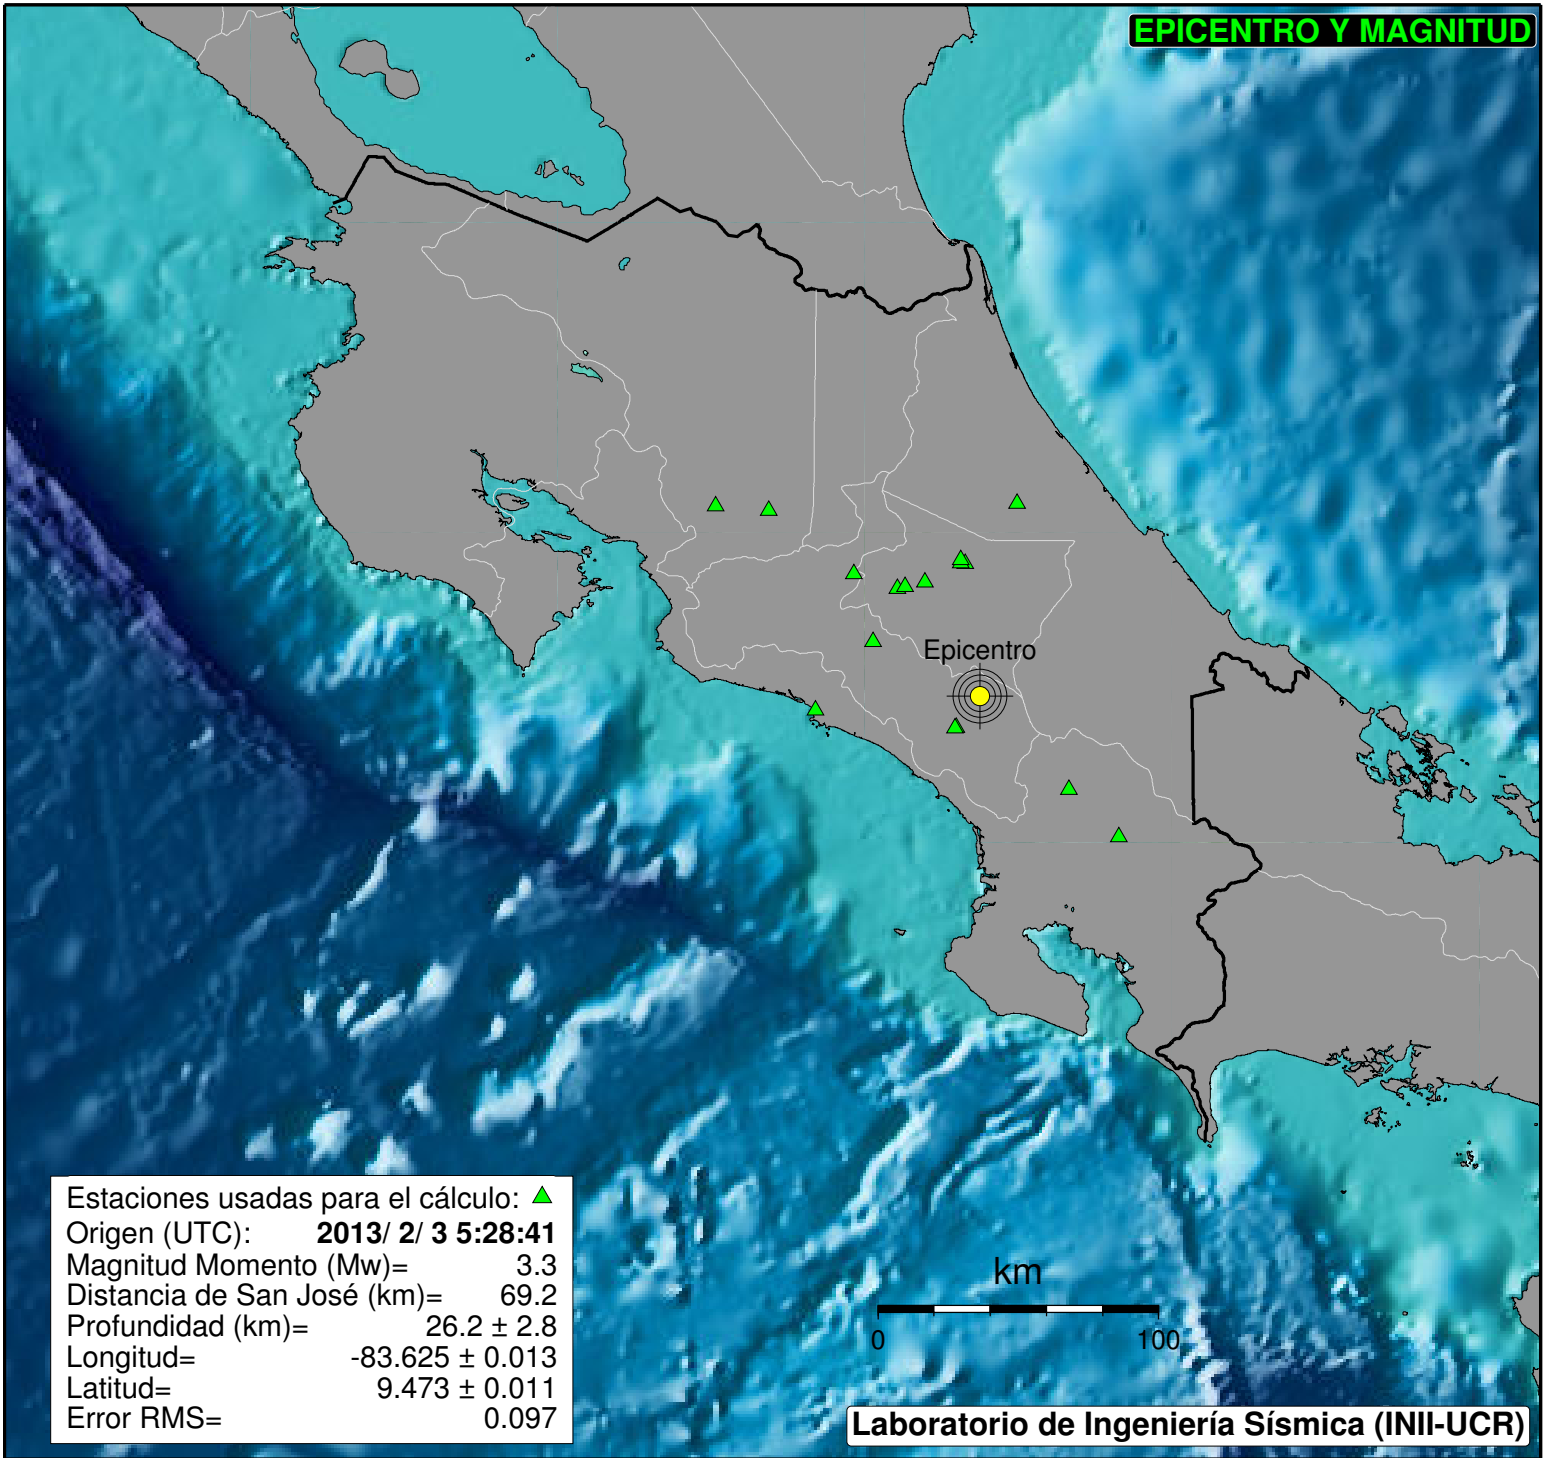 EPICENTRO Y MAGNITUD
Epicentro
Estaciones usadas para el cálculo:
Origen (UTC): 2013/ 2/ 3 5:28:41
Magnitud Momento (Mw)= 3.3
Distancia de San José (km)= 69.2
Profundidad (km)= 26.2 ± 2.8
Longitud= -83.625 ± 0.013
Latitud= 9.473 ± 0.011
Error RMS= 0.097
km
0 100
Laboratorio de Ingeniería Sísmica (INII-UCR)